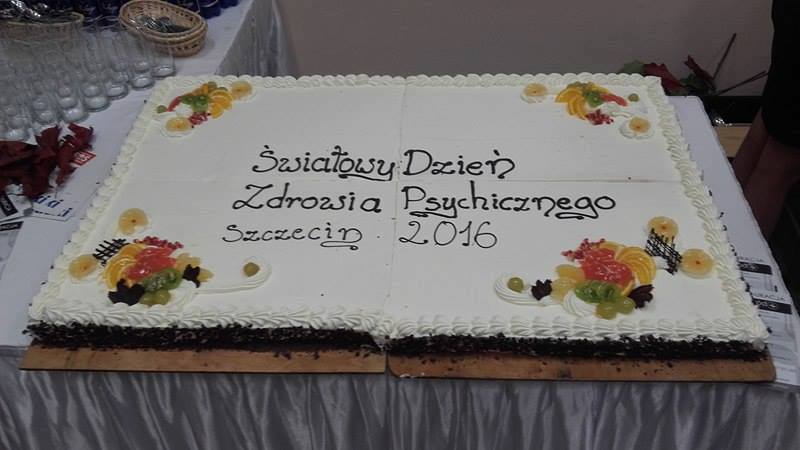 Światowy Dzień
Zdrowia Psychicznego
Szczecin 2016